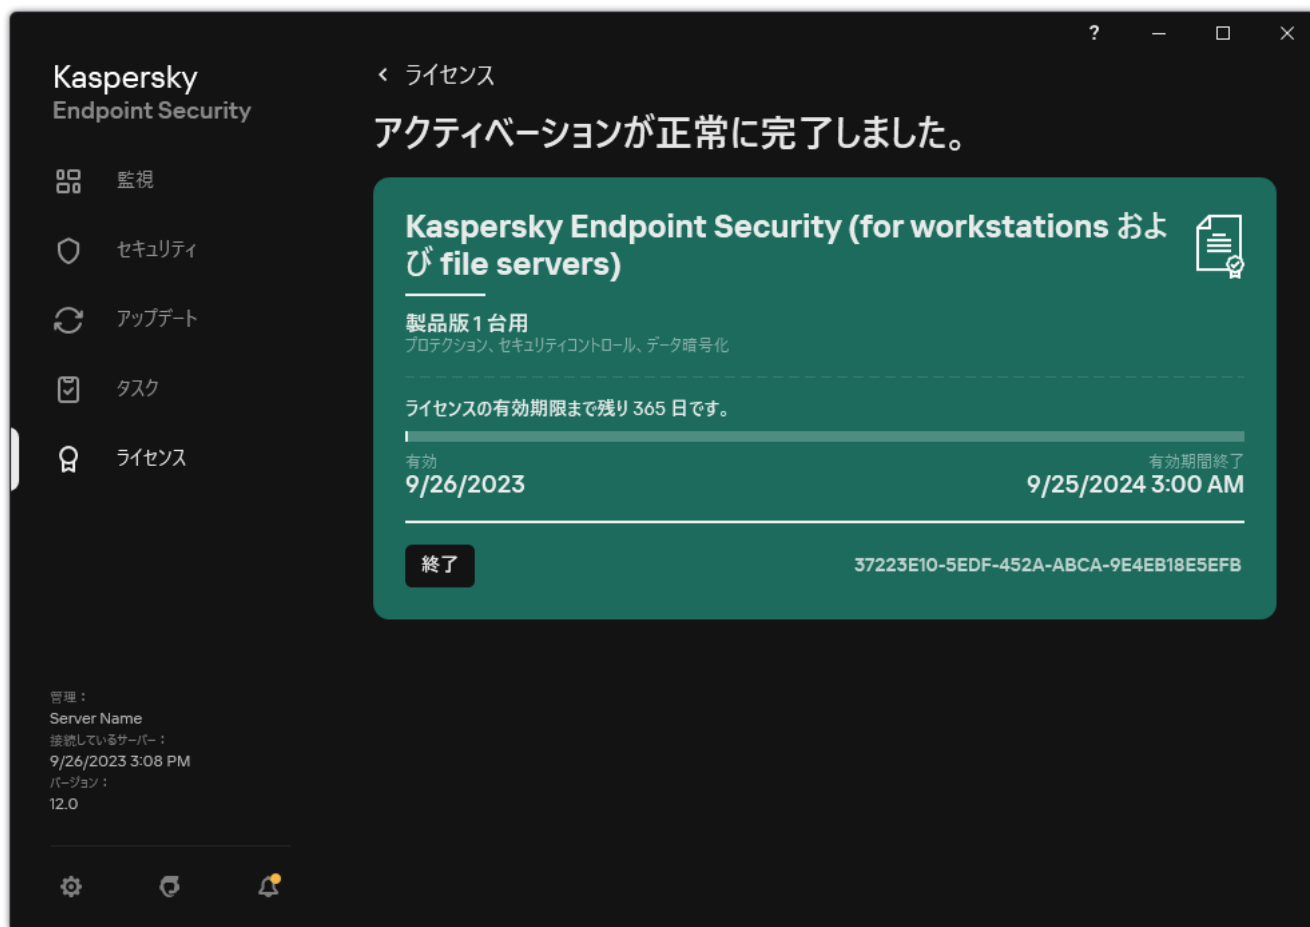 ?
Kaspersky
Endpoint Security
監視
セキュリティ
アップデート
タスク
ライセンス
管理：
Server Name
接続しているサーバー：
9/26/2023 3:08 PM
バージョン：
12.0
ライセンス
アクティベーションが正常に完了しました。
Kaspersky Endpoint Security (for workstations およ
び file servers)
製品版 1 台用
プロテクション、セキュリティコントロール、データ暗号化
ライセンスの有効期限まで残り 365 日です。
有効
9/26/2023
有効期間終了
9/25/2024 3:00 AM
終了
37223E10-5EDF-452A-ABCA-9E4EB18E5EFB